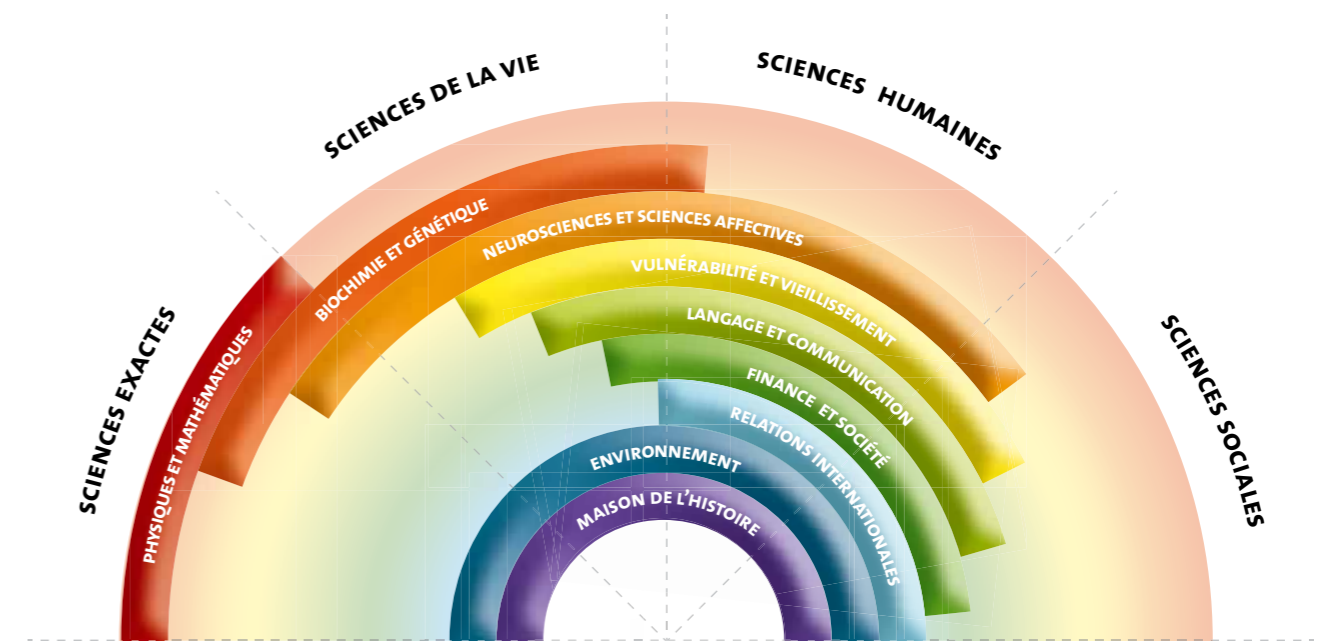 SCIENCES DE LA VIE
SCIENCES HUMAINES
SCIENCES EXACTES
SCIENCES SOCIALES
PHYSIQUES ET MATHÉMATIQUES
BIOCHIMIE ET GÉNÉTIQUE
NEUROSCIENCES ET SCIENCES AFFECTIVES
VULNÉRABILITÉ ET VIEILLISSEMENT
LANGAGE ET COMMUNICATION
FINANCE ET SOCIÉTÉ
RELATIONS INTERNATIONALES
ENVIRONNEMENT
MAISON DE L'HISTOIRE